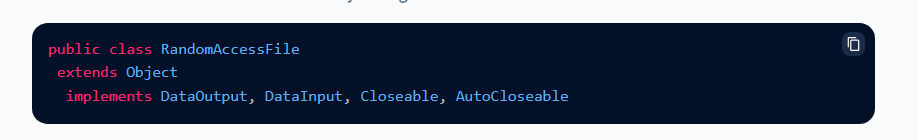 public class RandomAccessFile
extends Object
implements DataOutput, DataInput, Closeable, AutoCloseable